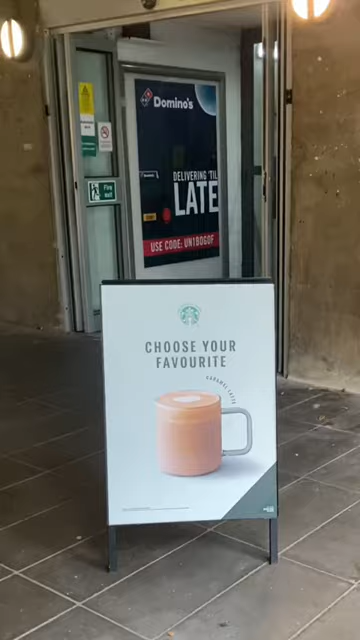 Domino's
DELIVERING 'TIL
LATE
USE CODE: UNIBOGOF
Fire
exit
CHOOSE YOUR
FAVOURITE
CARAMEL LATTE